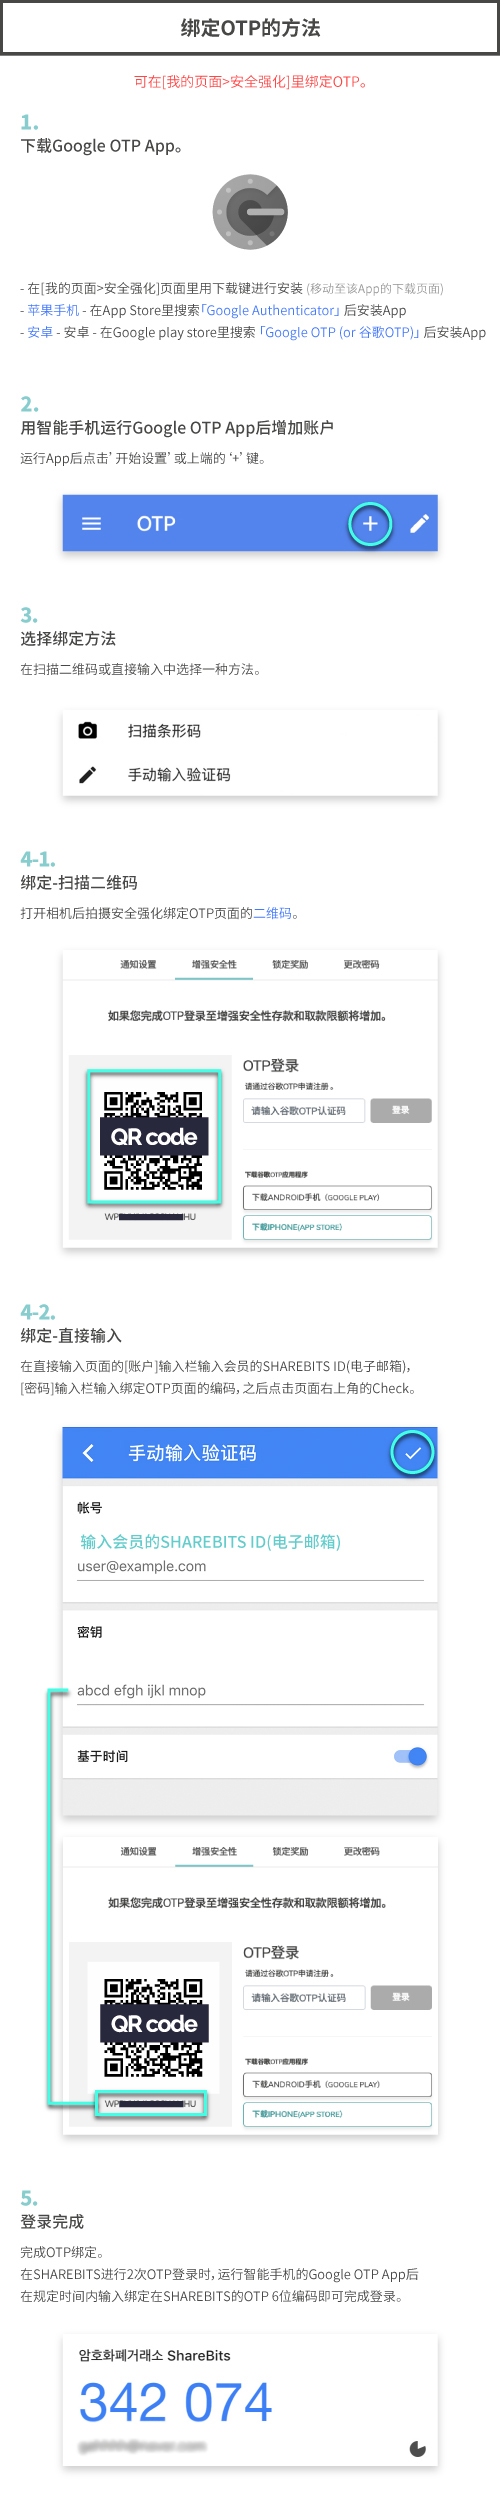 绑定OTP的方法
可在[我的页面>安全强化]里绑定OTP。
1.
下载Google OTP App。
- 在[我的页面>安全强化]页面里用下载键进行安装 (移动至该App的下载页面)
- 苹果手机 - 在App Store里搜索「Google Authenticator」 后安装App
- 安卓 - 安卓 - 在Google play store里搜索 「Google OTP (or 谷歌OTP)」 后安装App
2.
用智能手机运行Google OTP App后增加账户
运行App后点击’ 开始设置’ 或上端的 ‘+’ 键。
OTP
3.
选择绑定方法
在扫描二维码或直接输入中选择一种方法。
扫描条形码
手动输入验证码
4-1.
绑定-扫描二维码
打开相机后拍摄安全强化绑定OTP页面的二维码。
通知设置 增强安全性 锁定奖励 更改密码
如果您完成OTP登录至增强安全性存款和取款限额将增加。
OTP登录
请通过谷歌OTP申请注册 。
请输入谷歌OTP认证码 登录
QR code
下载谷歌OTP应用程序
下载ANDROID手机（GOOGLE PLAY)
WP HU
下载IPHONE(APP STORE)
4-2.
绑定-直接输入
在直接输入页面的[账户]输入栏输入会员的SHAREBITS ID(电子邮箱),
[密码]输入栏输入绑定OTP页面的编码, 之后点击页面右上角的Check。
手动输入验证码
帐号
输入会员的SHAREBITS ID(电子邮箱)
user@example.com
密钥
abcd efgh ijkl mnop
基于时间
通知设置 增强安全性 锁定奖励 更改密码
如果您完成OTP登录至增强安全性存款和取款限额将增加。
OTP登录
请通过谷歌OTP申请注册 。
请输入谷歌OTP认证码 登录
QR code
下载谷歌OTP应用程序
下载ANDROID手机（GOOGLE PLAY)
WP HU
下载IPHONE(APP STORE)
5.
登录完成
完成OTP绑定。
在SHAREBITS进行2次OTP登录时, 运行智能手机的Google OTP App后
在规定时间内输入绑定在SHAREBITS的OTP 6位编码即可完成登录。
암호화폐거래소 ShareBits
342 074